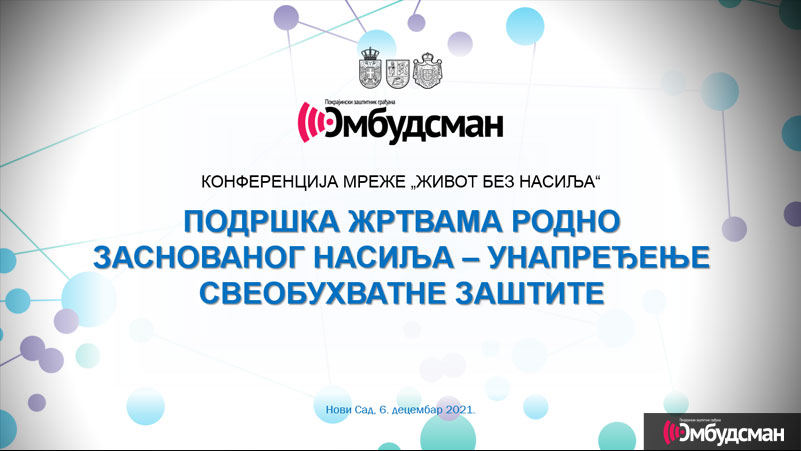 Покрајински заштитник грађана
Омбудсман
КОНФЕРЕНЦИЈА МРЕЖЕ „ЖИВОТ БЕЗ НАСИЉА“
ПОДРШКА ЖРТВАМА РОДНО
ЗАСНОВАНОГ НАСИЉА – УНАПРЕЂЕЊЕ
СВЕОБУХВАТНЕ ЗАШТИТЕ
Нови Сад, 6. децембар 2021.
Покрајински заштитник грађана
Омбудсман